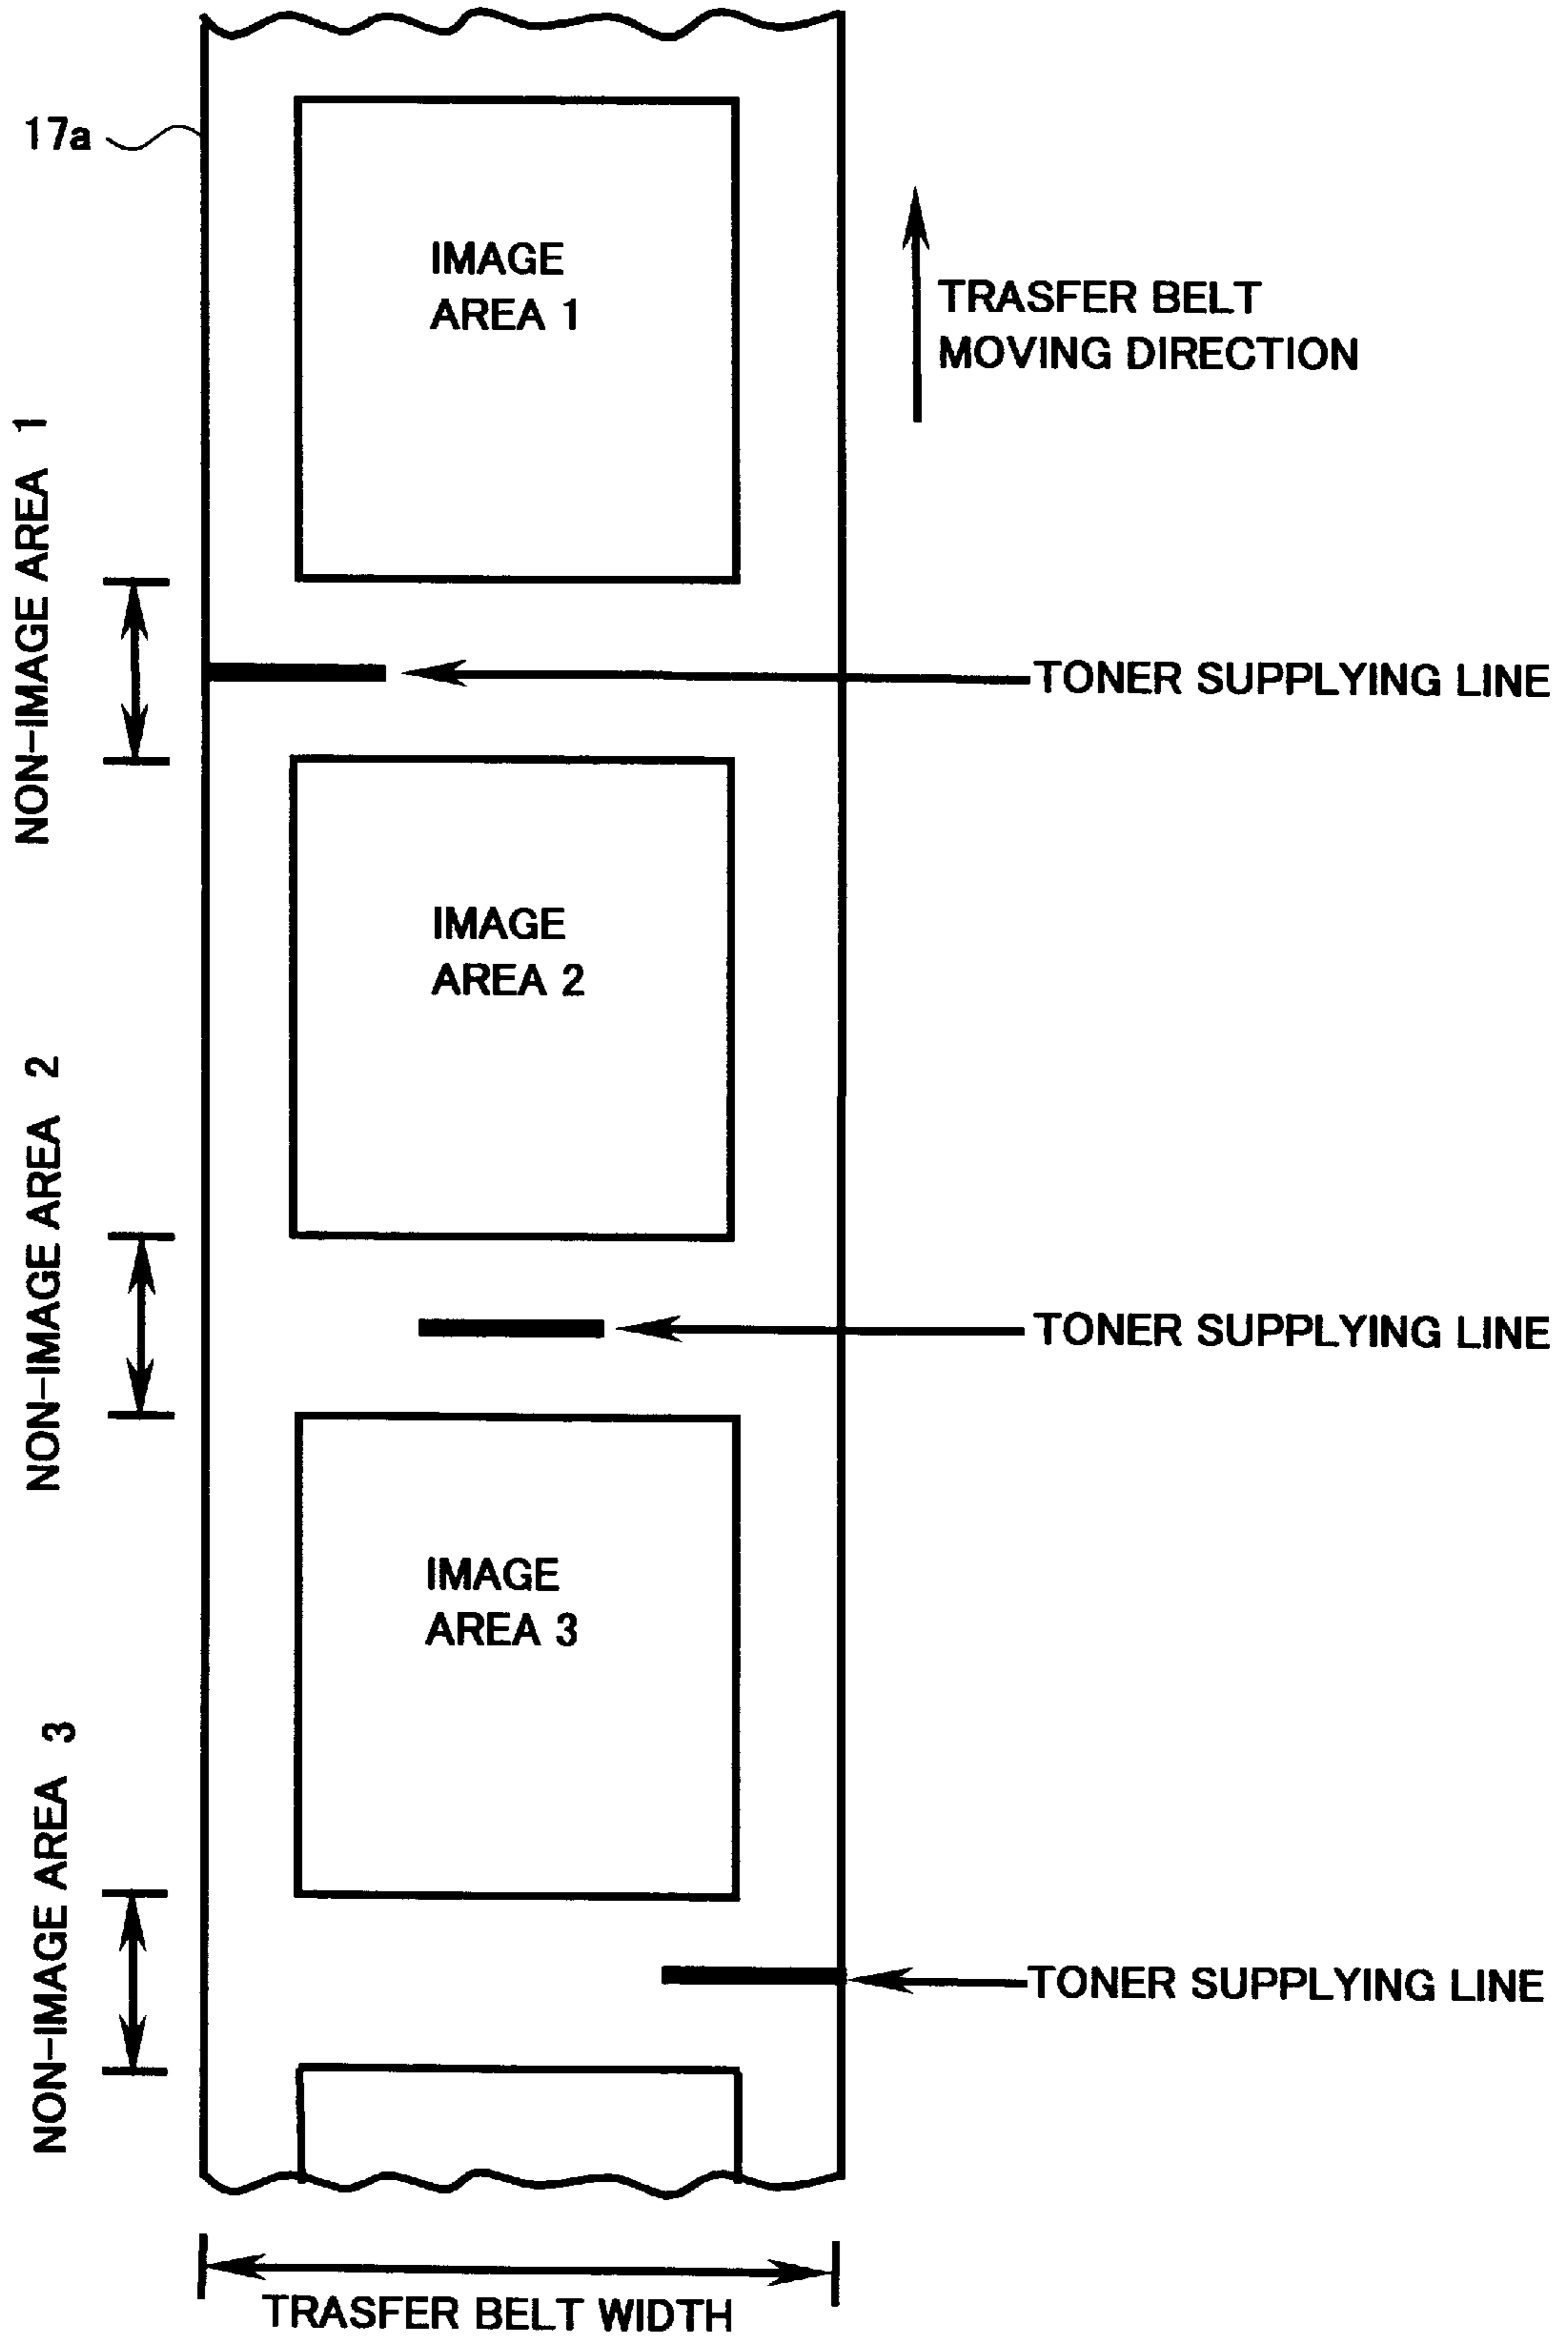 17a
IMAGE
AREA 1
TRASFER BELT
MOVING DIRECTION
NON-IMAGE AREA 1
TONER SUPPLYING LINE
IMAGE
AREA 2
NON-IMAGE AREA 2
TONER SUPPLYING LINE
IMAGE
AREA 3
NON-IMAGE AREA 3
TONER SUPPLYING LINE
TRASFER BELT WIDTH